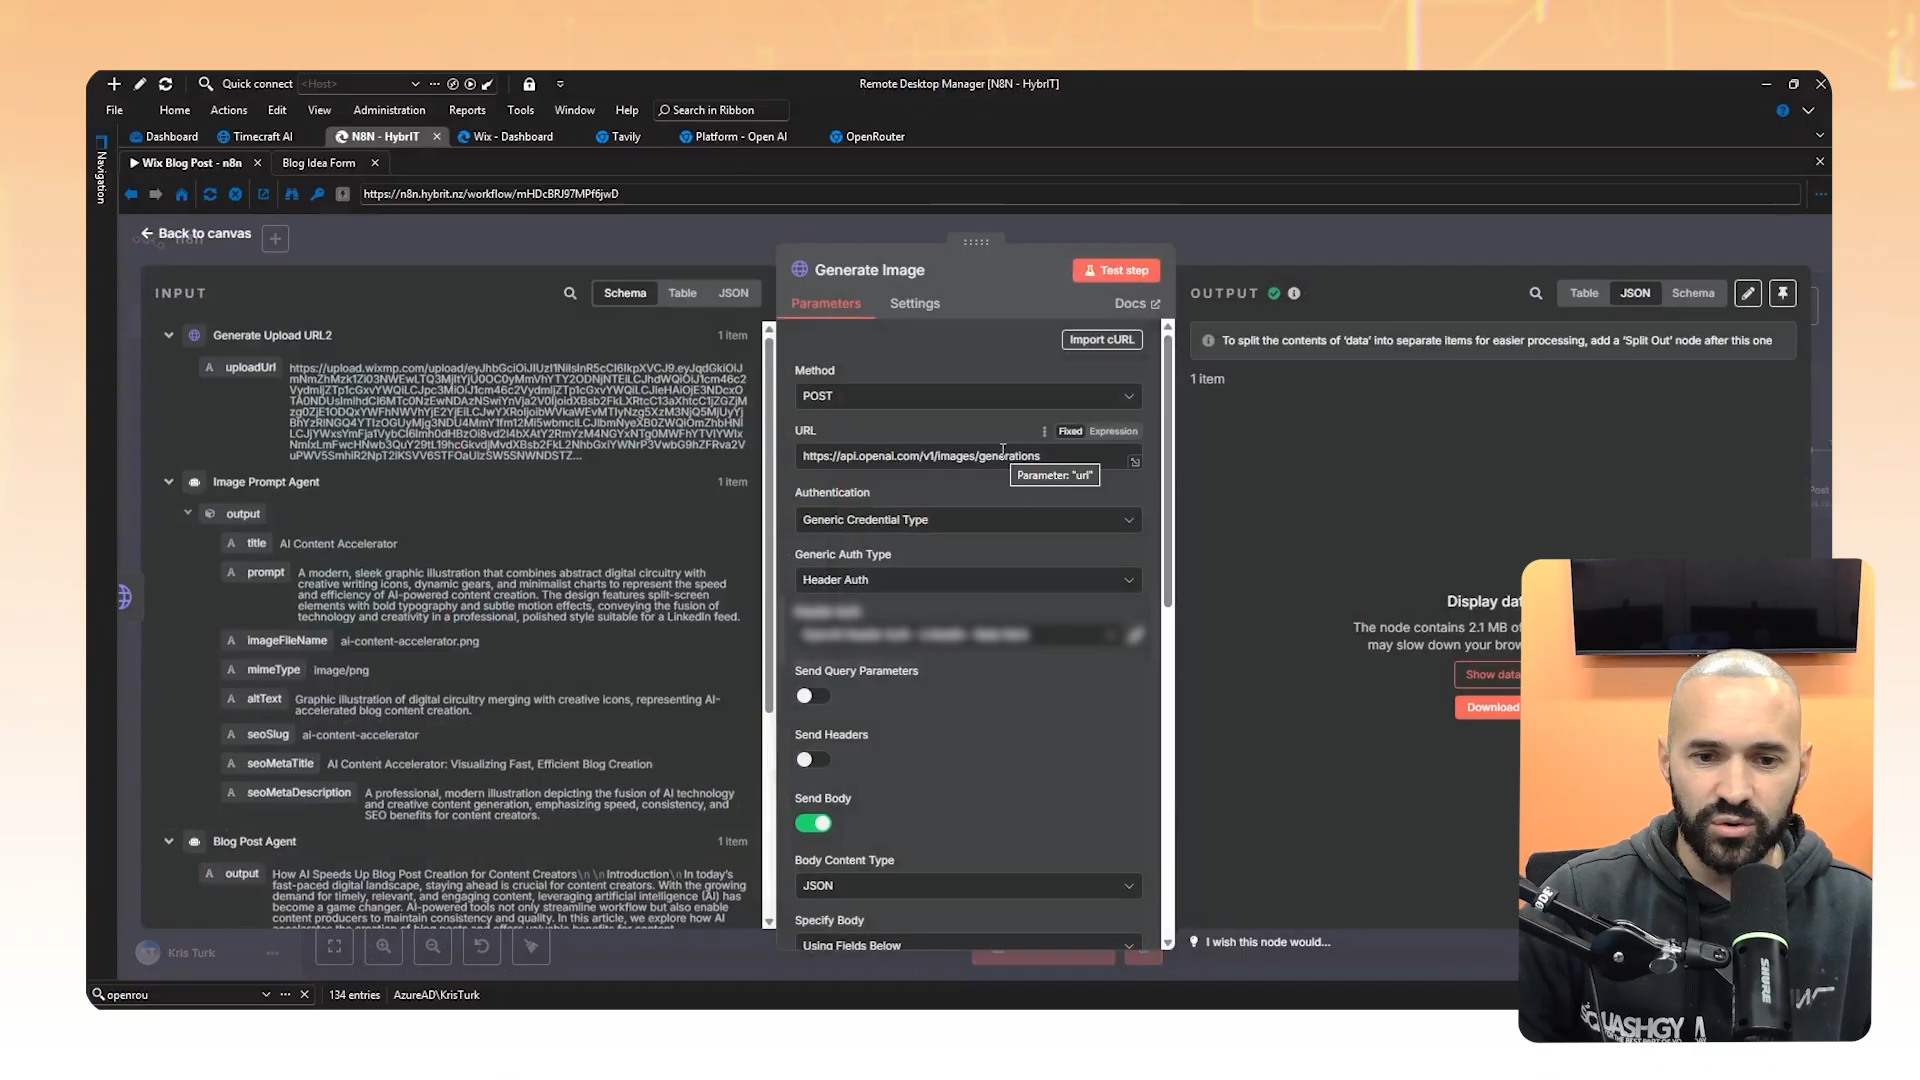 Quick connect <Host>
Remote Desktop Manager [N8N - HybrIT]
File Home Actions Edit View Administration Reports Tools Window Help Search in Ribbon
Dashboard Timecraft AI N8N - HybrIT Wix - Dashboard Tavily Platform - Open AI OpenRouter
Navigation
Wix Blog Post - n8n Blog Idea Form
https://n8n.hybrit.nz/workflow/mHDcBRJ97MPf6jwD
Back to canvas
INPUT
Schema Table JSON
Generate Upload URL2 1 item
uploadUrl
Image Prompt Agent 1 item
output
title AI Content Accelerator
prompt A modern, sleek graphic illustration that combines abstract digital circuitry with
creative writing icons, dynamic gears, and minimalist charts to represent the speed
and efficiency of AI-powered content creation. The design features split-screen
elements with bold typography and subtle motion effects, conveying the fusion of
technology and creativity in a professional, polished style suitable for a LinkedIn feed.
imageFileName ai-content-accelerator.png
mimeType image/png
altText Graphic illustration of digital circuitry merging with creative icons, representing AI-
accelerated blog content creation.
seoSlug ai-content-accelerator
seoMetaTitle AI Content Accelerator: Visualizing Fast, Efficient Blog Creation
seoMetaDescription A professional, modern illustration depicting the fusion of AI technology
and creative content generation, emphasizing speed, consistency, and
SEO benefits for content creators.
Blog Post Agent 1 item
output How AI Speeds Up Blog Post Creation for Content Creators\n \n Introduction\n In today's
fast-paced digital landscape, staying ahead is crucial for content creators. With the growing
demand for timely, relevant, and engaging content, leveraging artificial intelligence (AI) has
become a game changer. AI-powered tools not only streamline workflow but also enable
content producers to maintain consistency and quality. In this article, we explore how AI
Generate Image
Test step
Parameters Settings Docs
Import cURL
Method
POST
URL
Fixed Expression
https://api.openai.com/v1/images/generations
Parameter: "url"
Authentication
Generic Credential Type
Generic Auth Type
Header Auth
Send Query Parameters
Send Headers
Send Body
Body Content Type
JSON
Specify Body
Using Fields Below
OUTPUT
Table JSON Schema
To split the contents of 'data' into separate items for easier processing, add a 'Split Out' node after this one
1 item
Display dat
The node contains 2.1 MB of
may slow down your brow
Show data
Download
Post
I wish this node would...
Kris Turk
openrou
134 entries AzureAD\KrisTurk
SHURE